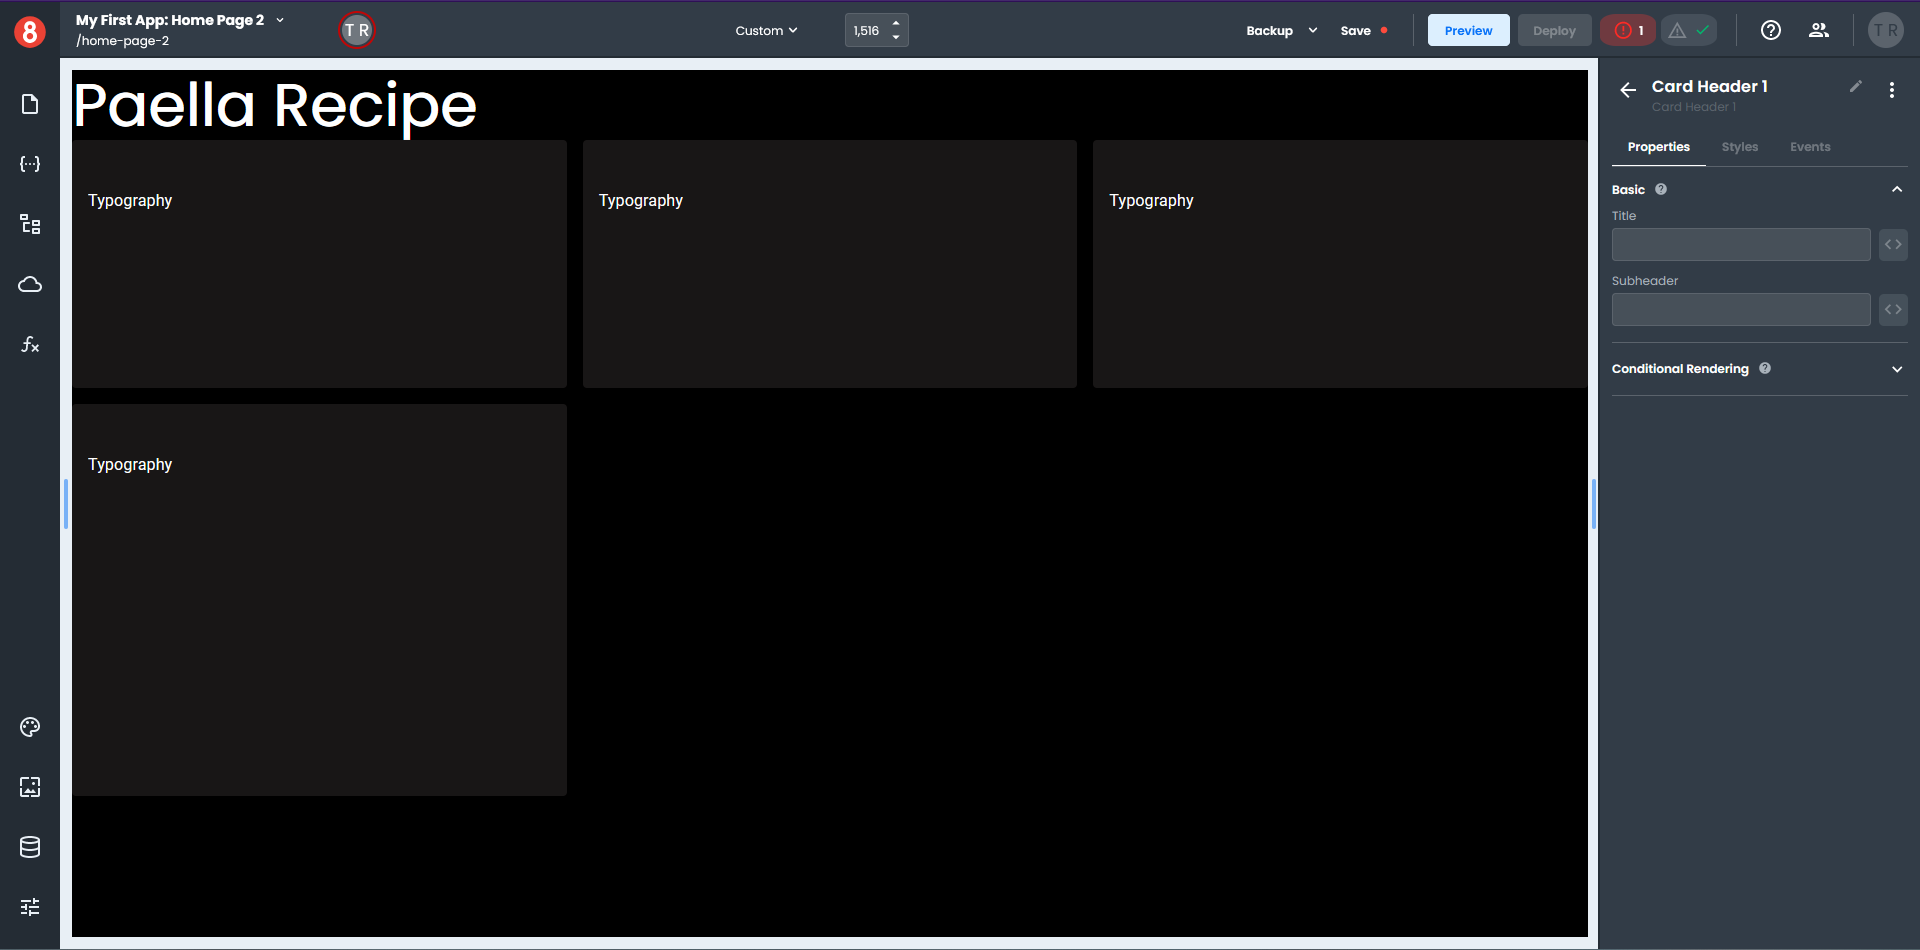 8
My First App: Home Page 2
/home-page-2
T R
Custom
1,516
Backup
Save
Preview
Deploy
1
T R
Paella Recipe
Typography
Typography
Typography
Typography
Card Header 1
Card Header 1
Properties
Styles
Events
Basic
Title
Subheader
Conditional Rendering